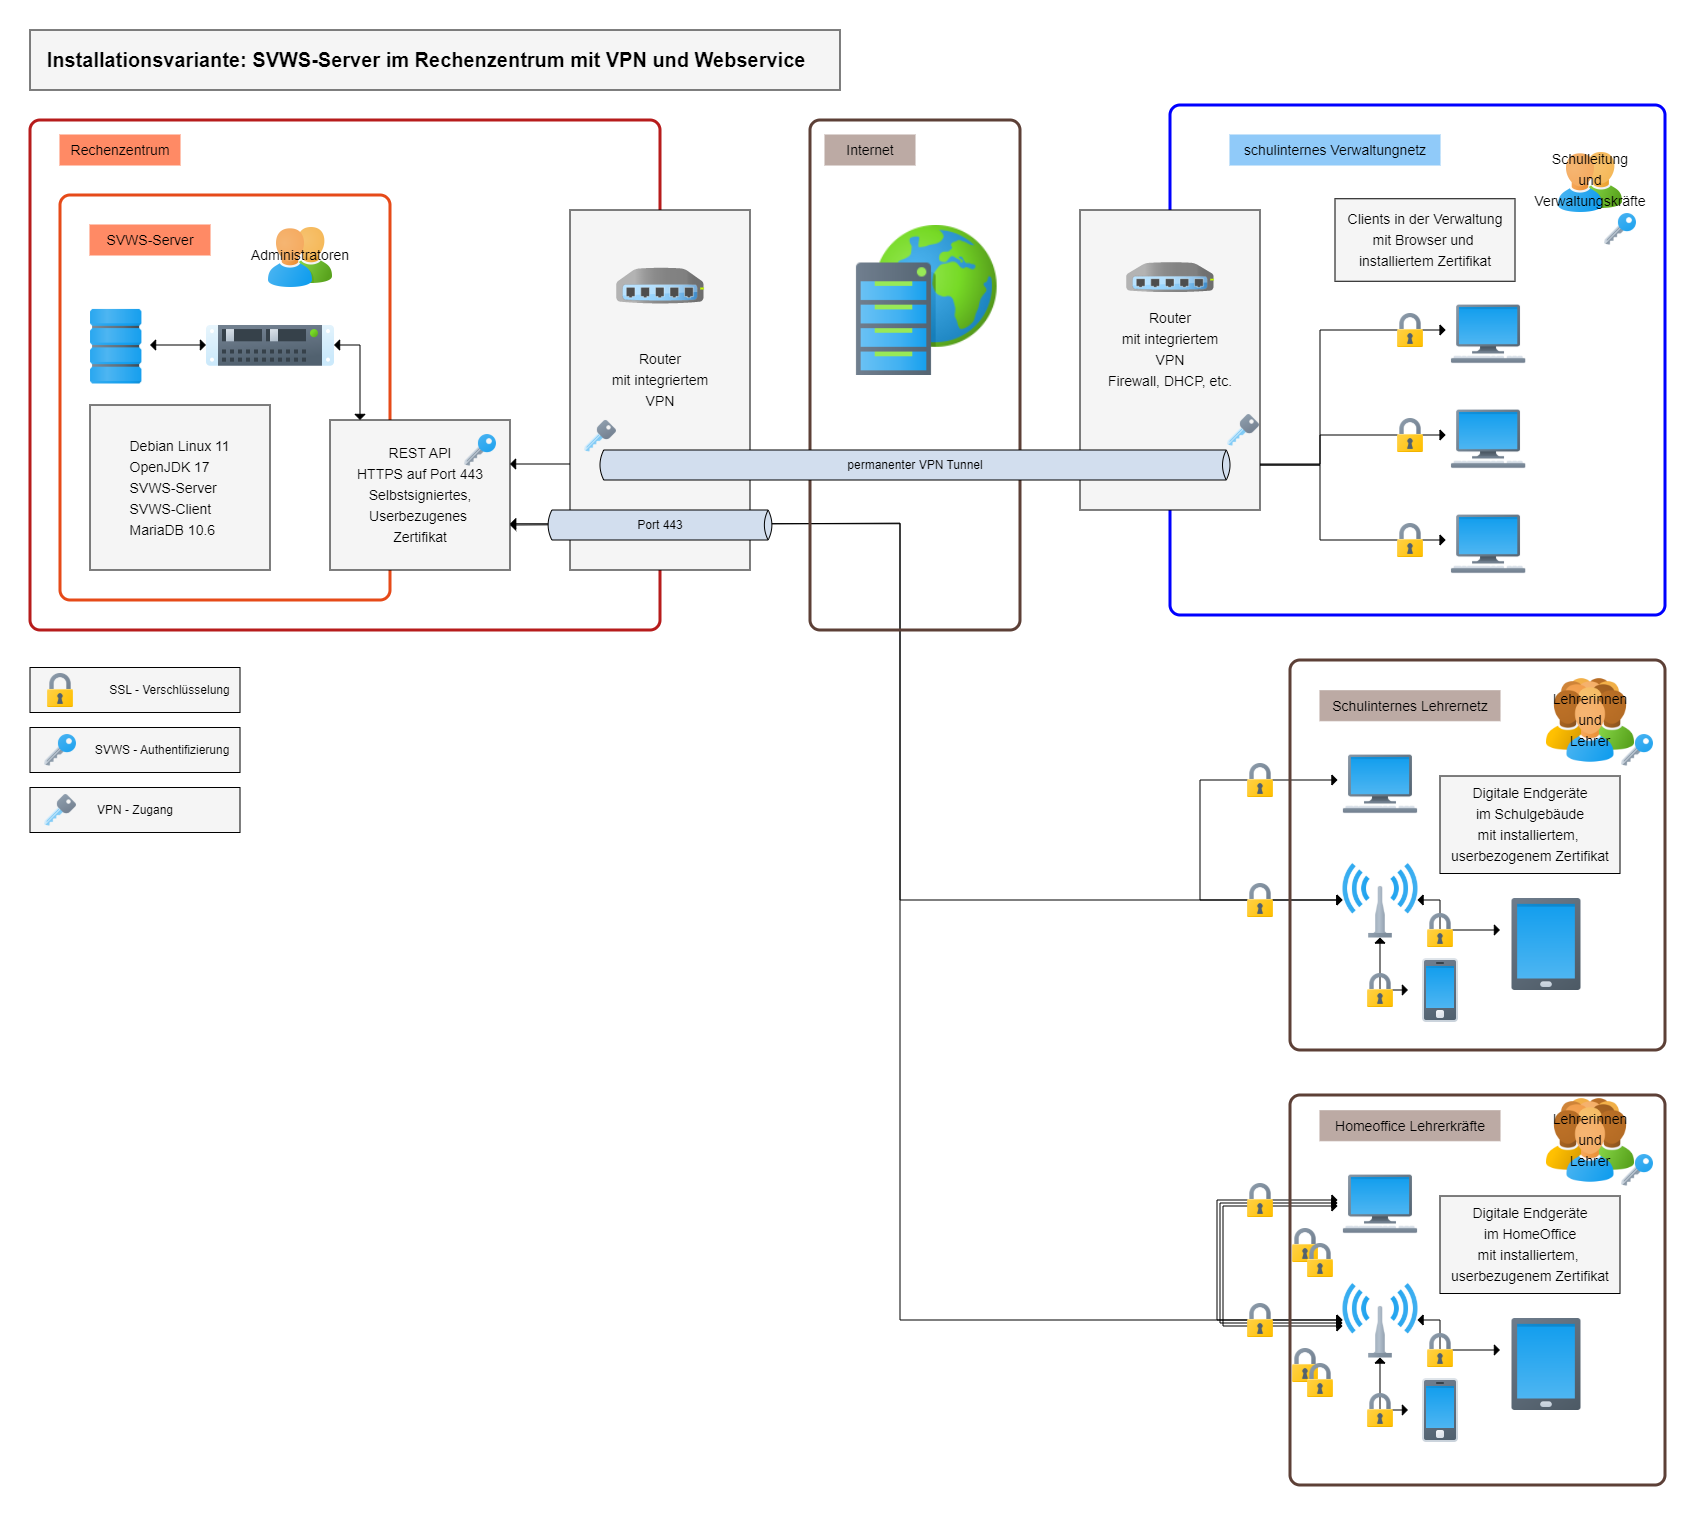 Installationsvariante: SVWS-Server im Rechenzentrum mit VPN und Webservice
Rechenzentrum
SVWS-Server
Administratoren
Debian Linux 11
OpenJDK 17
SVWS-Server
SVWS-Client
MariaDB 10.6
REST API
HTTPS auf Port 443
Selbstsigniertes,
Userbezugenes
Zertifikat
Router
mit integriertem
VPN
permanenter VPN Tunnel
Port 443
Internet
Router
mit integriertem
VPN
Firewall, DHCP, etc.
schulinternes Verwaltungnetz
Schulleitung
und
Verwaltungskräfte
Clients in der Verwaltung
mit Browser und
installiertem Zertifikat
SSL - Verschlüsselung
SVWS - Authentifizierung
VPN - Zugang
Schulinternes Lehrernetz
Lehrerinnen
und
Lehrer
Digitale Endgeräte
im Schulgebäude
mit installiertem,
userbezogenem Zertifikat
Homeoffice Lehrerkräfte
Lehrerinnen
und
Lehrer
Digitale Endgeräte
im HomeOffice
mit installiertem,
userbezugenem Zertifikat